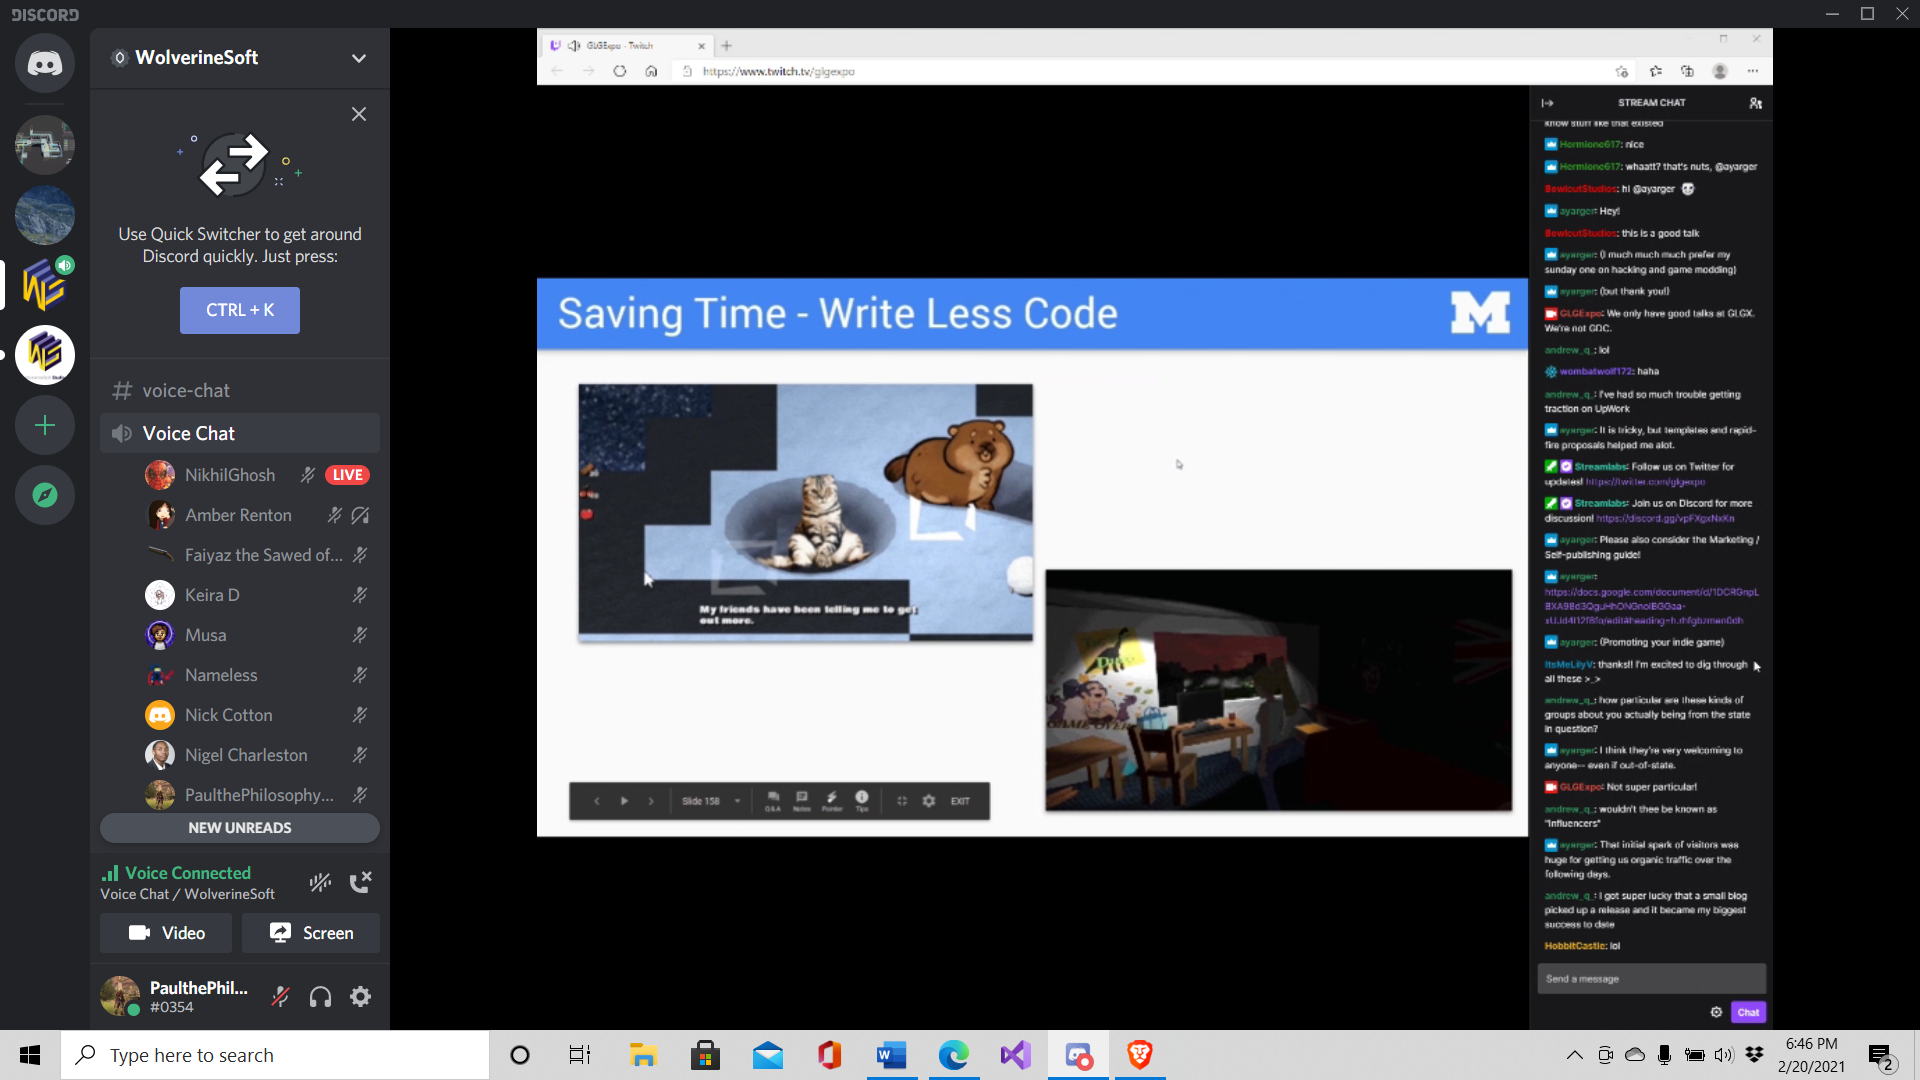 DISCORD
WolverineSoft
Use Quick Switcher to get around
Discord quickly. Just press:
CTRL + K
voice-chat
Voice Chat
NikhilGhosh
LIVE
Amber Renton
Faiyaz the Sawed of...
Keira D
Musa
Nameless
Nick Cotton
Nigel Charleston
PaulthePhilosophy...
NEW UNREADS
Voice Connected
Voice Chat / WolverineSoft
Video
Screen
PaulthePhil...
#0354
GLGExpo - Twitch
https://www.twitch.tv/glgexpo
Saving Time - Write Less Code
M
My friends have been telling me to get
out more.
GAME OVER
Slide 158
Q&A
Notes
Pointer
Tips
EXIT
STREAM CHAT
know stuff like that existed
Hermione617: nice
Hermione617: whaatt? that's nuts, @ayarger
BewlcutStudios: hi @ayarger
ayarger: Hey!
BewlcutStudios: this is a good talk
ayarger: (I much much much prefer my
sunday one on hacking and game modding)
ayarger: (but thank you!)
GLGExpo: We only have good talks at GLGX.
We're not GDC.
andrew_q_: lol
wombatwolf172: haha
andrew_q_: I've had so much trouble getting
traction on UpWork
ayarger: It is tricky, but templates and rapid-
fire proposals helped me alot.
Streamlabs: Follow us on Twitter for
updates! https://twitter.com/glgexpo
Streamlabs: Join us on Discord for more
discussion! https://discord.gg/vpFXgxNxKn
ayarger: Please also consider the Marketing /
Self-publishing guide!
ayarger:
ayarger: (Promoting your indie game)
ItsMeLilyV: thanks!! I'm excited to dig through
all these >_>
andrew_q_: how particular are these kinds of
groups about you actually being from the state
in question?
ayarger: I think they're very welcoming to
anyone-- even if out-of-state.
GLGExpo: Not super particular!
andrew_q_: wouldn't thee be known as
"Influencers"
ayarger: That initial spark of visitors was
huge for getting us organic traffic over the
following days.
andrew_q_: I got super lucky that a small blog
picked up a release and it became my biggest
success to date
HobbitCastle: lol
Send a message
Chat
Type here to search
6:46 PM
2/20/2021
2